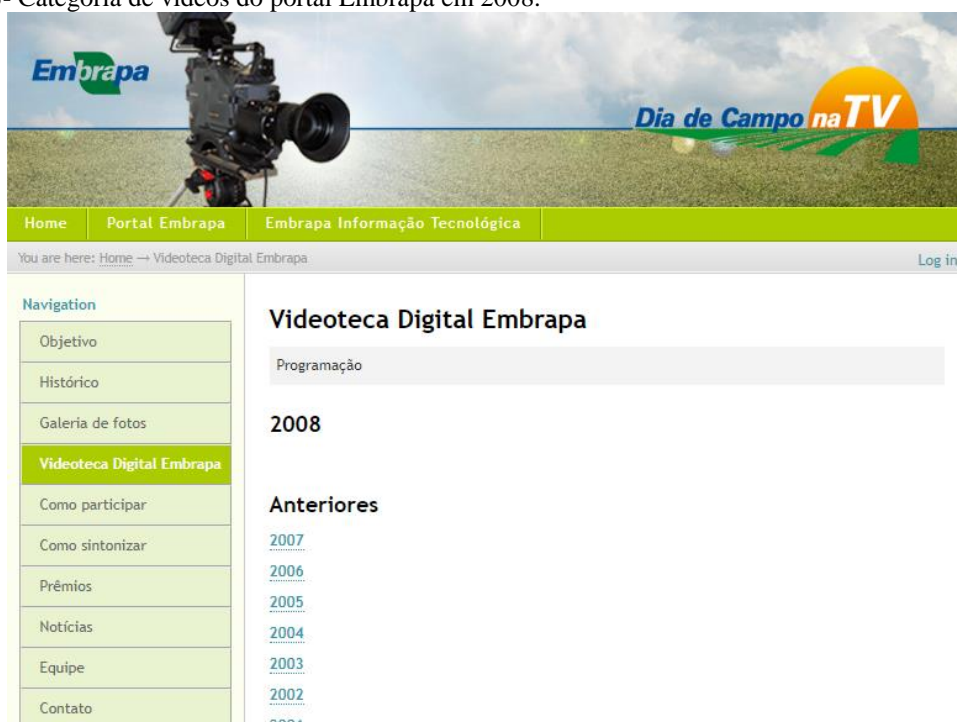 Categoria de vídeos do portal Embrapa em 2008.
Embrapa
Dia de Campo na TV
Home Portal Embrapa Embrapa Informação Tecnológica
You are here: Home → Videoteca Digital Embrapa
Log in
Navigation
Objetivo
Histórico
Galeria de fotos
Videoteca Digital Embrapa
Como participar
Como sintonizar
Prêmios
Notícias
Equipe
Contato
Videoteca Digital Embrapa
Programação
2008
Anteriores
2007
2006
2005
2004
2003
2002